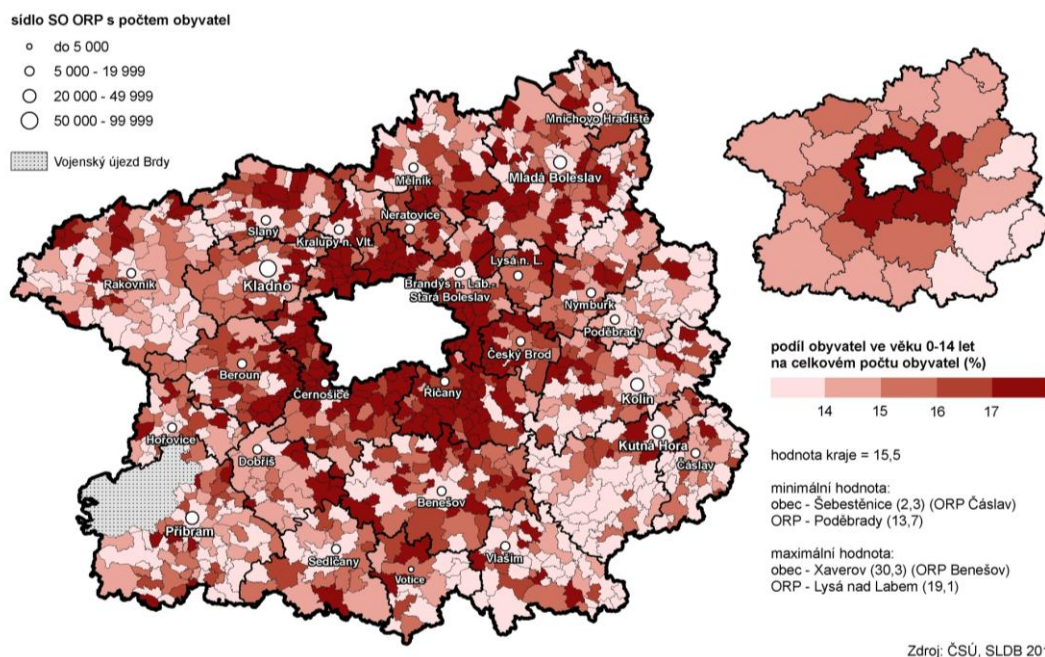 sídlo SO ORP s počtem obyvatel
do 5 000
5 000 - 19 999
20 000 - 49 999
50 000 - 99 999
Vojenský újezd Brdy
Mnichovo Hradiště
Mladá Boleslav
Mělník
Neratovice
Slaný
Kralupy n. Vlt.
Lysá n. L.
Rakovník
Kladno
Brandýs n. Lab.-
Stará Boleslav
Nymburk
Poděbrady
Český Brod
Beroun
Černošice
Říčany
Kolín
Hořovice
Kutná Hora
Dobříš
Čáslav
Benešov
Příbram
Sedlčany
Vlašim
Votice
podíl obyvatel ve věku 0-14 let
na celkovém počtu obyvatel (%)
14 15 16 17
hodnota kraje = 15,5
minimální hodnota:
obec - Šebestěnice (2,3) (ORP Čáslav)
ORP - Poděbrady (13,7)
maximální hodnota:
obec - Xaverov (30,3) (ORP Benešov)
ORP - Lysá nad Labem (19,1)
Zdroj: ČSÚ, SLDB 201